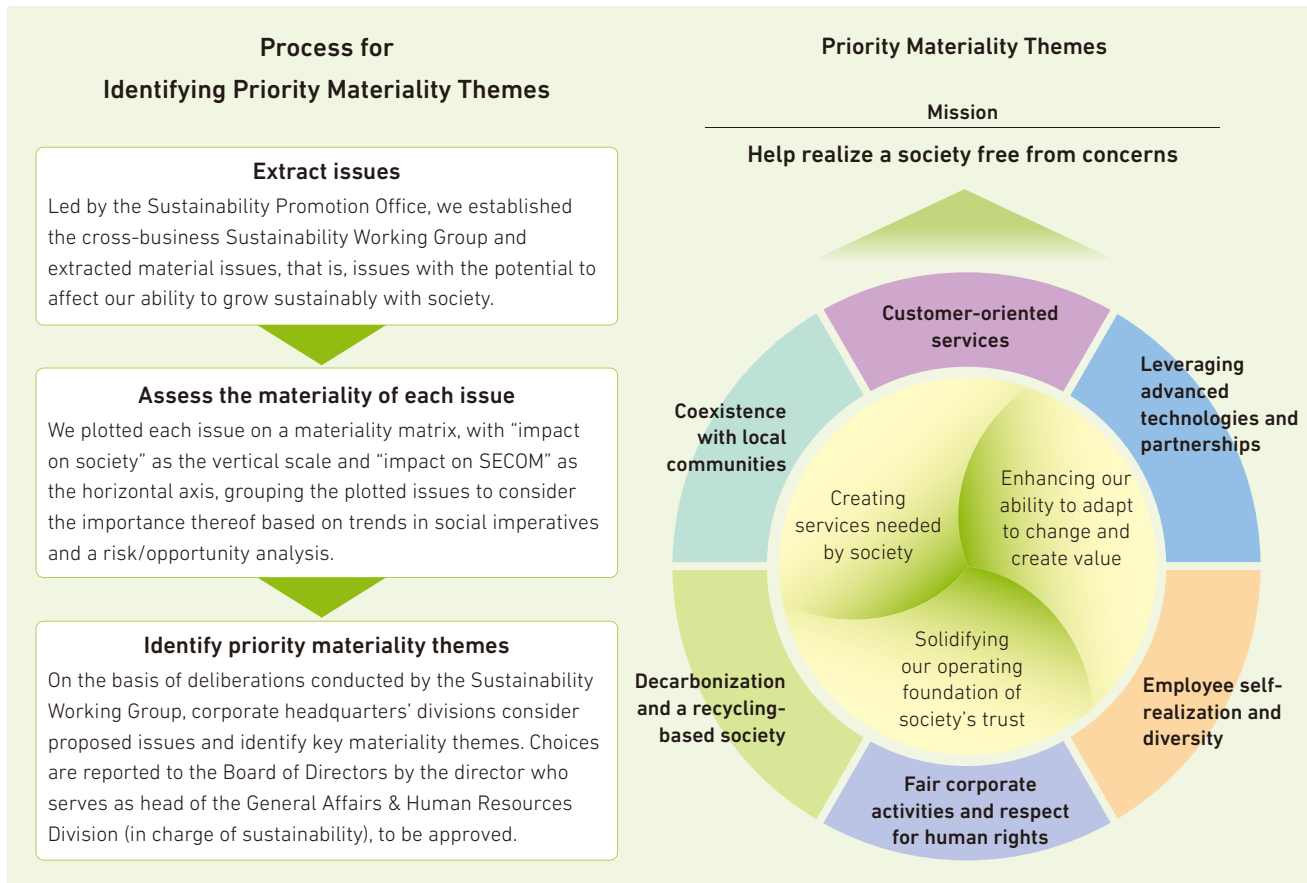 Process for
Identifying Priority Materiality Themes
Extract issues
Led by the Sustainability Promotion Office, we established
the cross-business Sustainability Working Group and
extracted material issues, that is, issues with the potential to
affect our ability to grow sustainably with society.
Assess the materiality of each issue
We plotted each issue on a materiality matrix, with “impact
on society” as the vertical scale and “impact on SECOM” as
the horizontal axis, grouping the plotted issues to consider
the importance thereof based on trends in social imperatives
and a risk/opportunity analysis.
Identify priority materiality themes
On the basis of deliberations conducted by the Sustainability
Working Group, corporate headquarters’ divisions consider
proposed issues and identify key materiality themes. Choices
are reported to the Board of Directors by the director who
serves as head of the General Affairs & Human Resources
Division (in charge of sustainability), to be approved.
Priority Materiality Themes
Mission
Help realize a society free from concerns
Customer-oriented
services
Leveraging
advanced
technologies and
partnerships
Employee self-
realization and
diversity
Fair corporate
activities and respect
for human rights
Decarbonization
and a recycling-
based society
Coexistence
with local
communities
Creating
services needed
by society
Enhancing our
ability to adapt
to change and
create value
Solidifying
our operating
foundation of
society’s trust